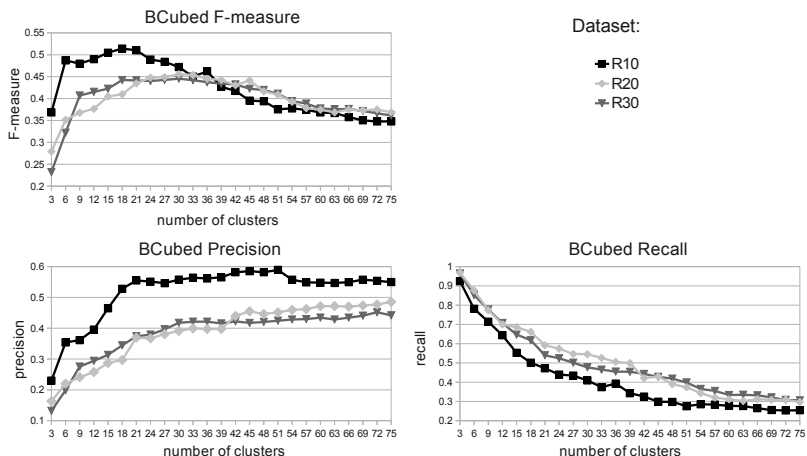 BCubed F-measure
0.55
0.5
0.45
0.4
0.35
0.3
0.25
0.2
F-measure
3 6 9 12 15 18 21 24 27 30 33 36 39 42 45 48 51 54 57 60 63 66 69 72 75
number of clusters
Dataset:
R10
R20
R30
BCubed Precision
0.6
0.5
0.4
0.3
0.2
0.1
precision
3 6 9 12 15 18 21 24 27 30 33 36 39 42 45 48 51 54 57 60 63 66 69 72 75
number of clusters
BCubed Recall
1
0.9
0.8
0.7
0.6
0.5
0.4
0.3
0.2
recall
3 6 9 12 15 18 21 24 27 30 33 36 39 42 45 48 51 54 57 60 63 66 69 72 75
number of clusters